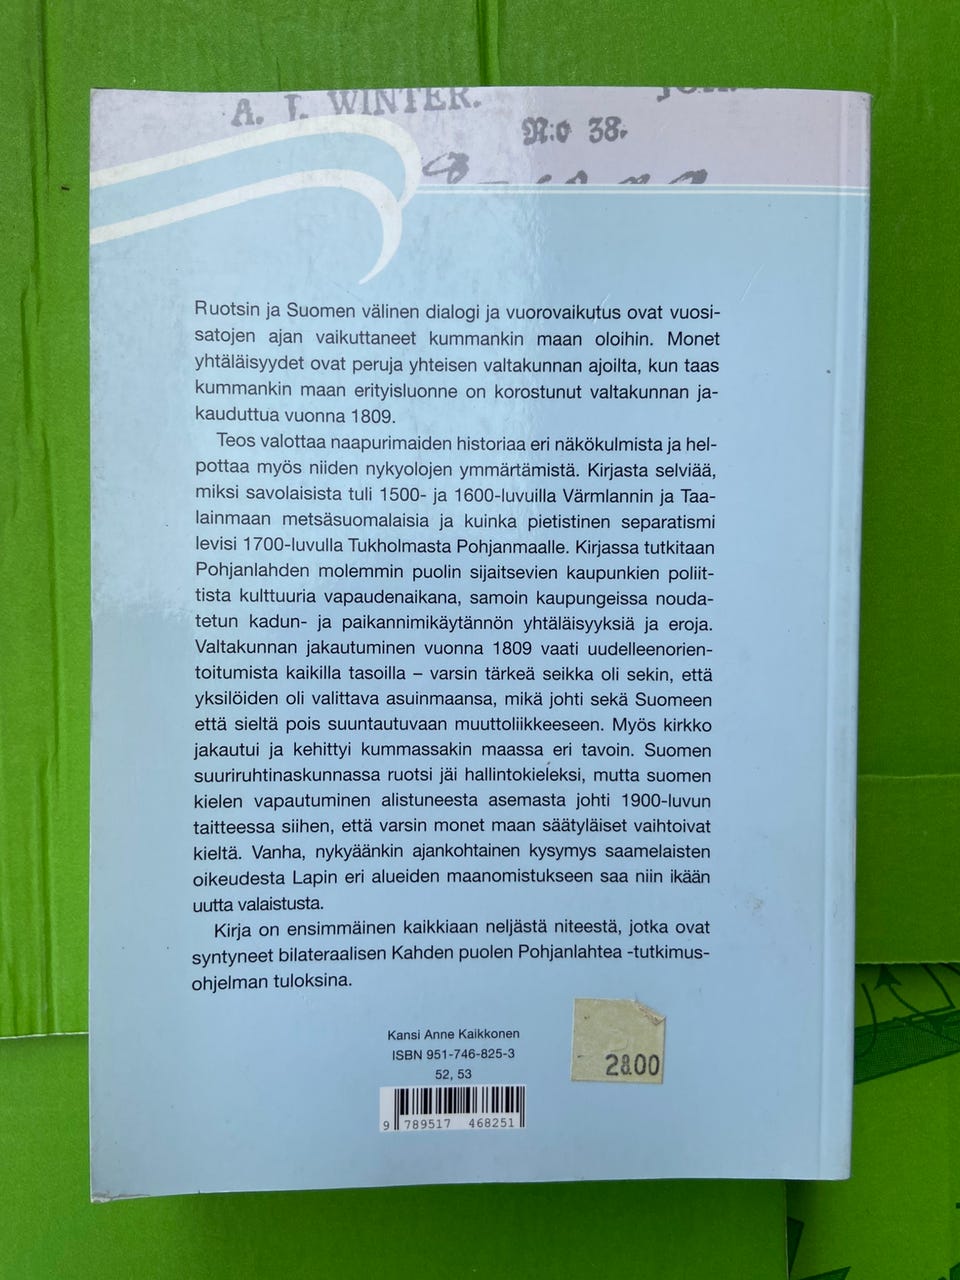 A. I. WINTER.
N:o 38.
Ruotsin ja Suomen välinen dialogi ja vuorovaikutus ovat vuosi-
satojen ajan vaikuttaneet kummankin maan oloihin. Monet
yhtäläisyydet ovat peruja yhteisen valtakunnan ajoilta, kun taas
kummankin maan erityisluonne on korostunut valtakunnan ja-
kauduttua vuonna 1809.
Teos valottaa naapurimaiden historiaa eri näkökulmista ja hel-
pottaa myös niiden nykyolojen ymmärtämistä. Kirjasta selviää,
miksi savolaisista tuli 1500- ja 1600-luvuilla Värmlannin ja Taa-
lainmaan metsäsuomalaisia ja kuinka pietistinen separatismi
levisi 1700-luvulla Tukholmasta Pohjanmaalle. Kirjassa tutkitaan
Pohjanlahden molemmin puolin sijaitsevien kaupunkien poliit-
tista kulttuuria vapaudenaikana, samoin kaupungeissa nouda-
tetun kadun- ja paikannimikäytännön yhtäläisyyksiä ja eroja.
Valtakunnan jakautuminen vuonna 1809 vaati uudelleenorien-
toitumista kaikilla tasoilla – varsin tärkeä seikka oli sekin, että
yksilöiden oli valittava asuinmaansa, mikä johti sekä Suomeen
että sieltä pois suuntautuvaan muuttoliikkeeseen. Myös kirkko
jakautui ja kehittyi kummassakin maassa eri tavoin. Suomen
suuriruhtinaskunnassa ruotsi jäi hallintokieleksi, mutta suomen
kielen vapautuminen alistuneesta asemasta johti 1900-luvun
taitteessa siihen, että varsin monet maan säätyläiset vaihtoivat
kieltä. Vanha, nykyäänkin ajankohtainen kysymys saamelaisten
oikeudesta Lapin eri alueiden maanomistukseen saa niin ikään
uutta valaistusta.
Kirja on ensimmäinen kaikkiaan neljästä niteestä, jotka ovat
syntyneet bilateraalisen Kahden puolen Pohjanlahtea -tutkimus-
ohjelman tuloksina.
Kansi Anne Kaikkonen
ISBN 951-746-825-3
52, 53
28.00
9 789517 468251